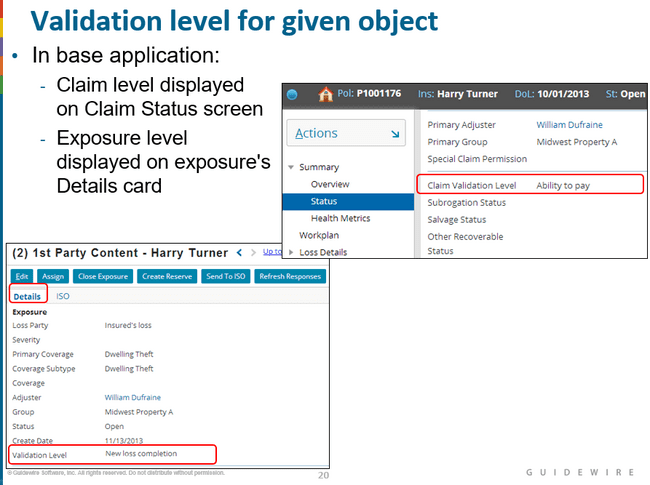 Validation level for given object
• In base application:
- Claim level displayed
on Claim Status screen
- Exposure level
displayed on exposure's
Details card
Pol: P1001176 Ins: Harry Turner DoL: 10/01/2013 St: Open
Actions
Summary
Overview
Status
Health Metrics
Workplan
Loss Details
Primary Adjuster William Dufraine
Primary Group Midwest Property A
Special Claim Permission
Claim Validation Level Ability to pay
Subrogation Status
Salvage Status
Other Recoverable
Status
(2) 1st Party Content - Harry Turner < > Up to
Edit Assign Close Exposure Create Reserve Send To ISO Refresh Responses
Details ISO
Exposure
Loss Party Insured's loss
Severity
Primary Coverage Dwelling Theft
Coverage Subtype Dwelling Theft
Coverage
Adjuster William Dufraine
Group Midwest Property A
Status Open
Create Date 11/13/2013
Validation Level New loss completion
© Guidewire Software, Inc. All rights reserved. Do not distribute without permission.
20
GUIDEWIRE